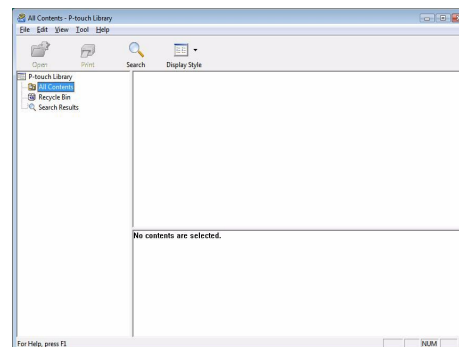 All Contents - P-touch Library
File Edit View Tool Help
Open Print Search Display Style
P-touch Library
All Contents
Recycle Bin
Search Results
No contents are selected.
For Help, press F1
NUM